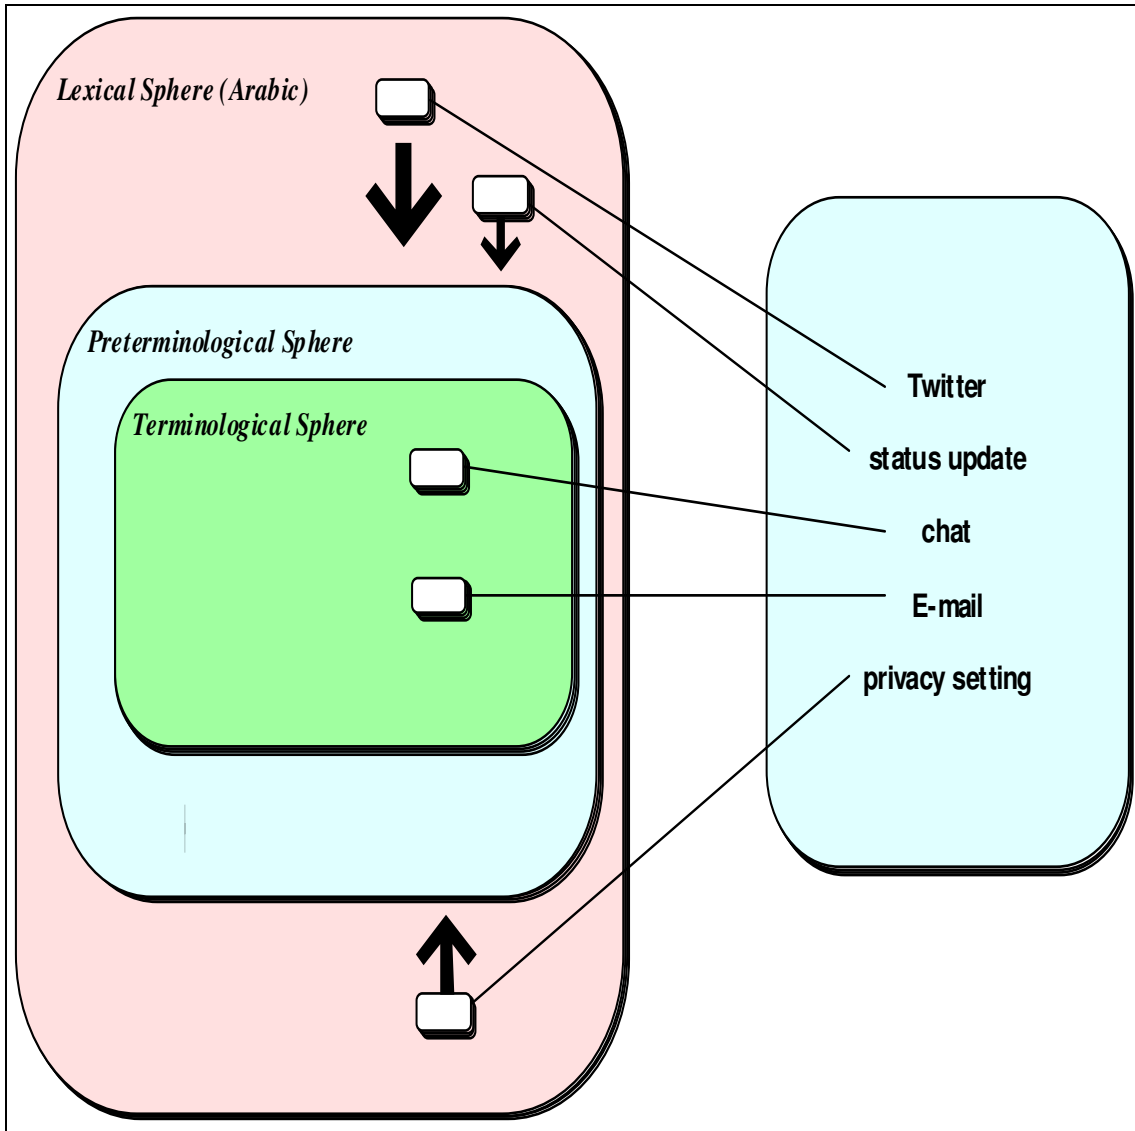 Lexical Sphere (Arabic)
Preterminological Sphere
Terminological Sphere
Twitter
status update
chat
E-mail
privacy setting